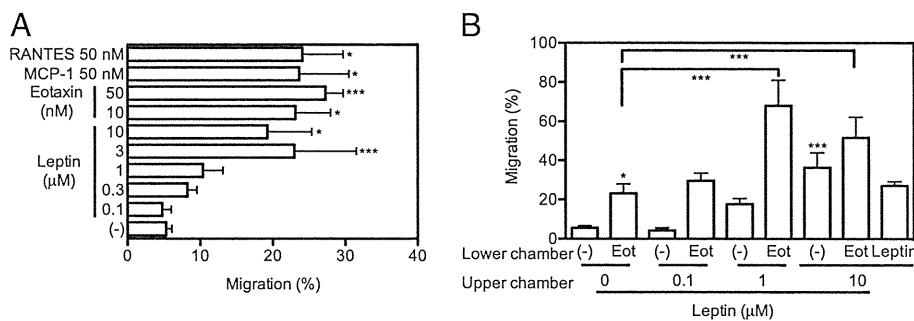 A
RANTES 50 nM
*
MCP-1 50 nM
*
Eotaxin
(nM)
50
***
10
*
Leptin
(μM)
10
*
3
***
1
0.3
0.1
(-)
0 10 20 30 40
Migration (%)
B
Migration (%)
100
80
60
40
20
0
***
***
*
***
Lower chamber (-) Eot (-) Eot (-) Eot (-) Eot Leptin
Upper chamber 0 0.1 1 10
Leptin (μM)